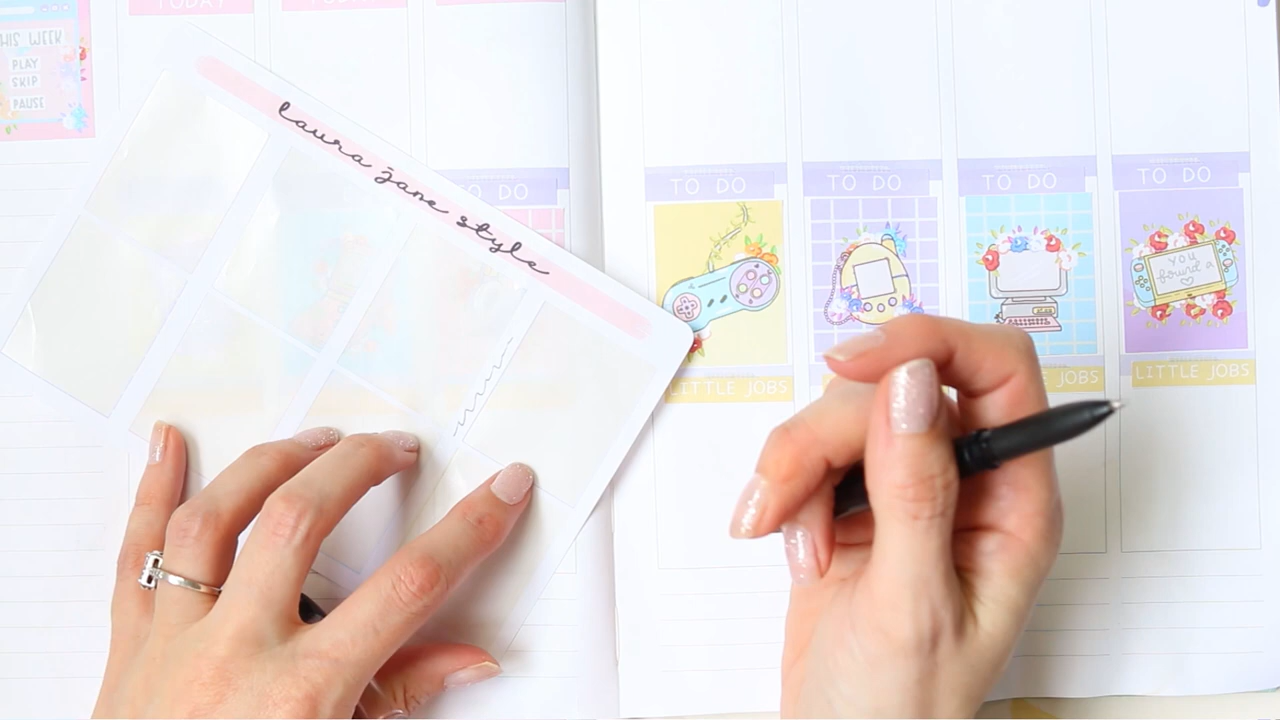 TODAY
TODAY
THIS WEEK
PLAY
SKIP
PAUSE
laura jane style
TO DO
TO DO
TO DO
TO DO
TO DO
you
found a
LITTLE JOBS
JOBS
LITTLE JOBS